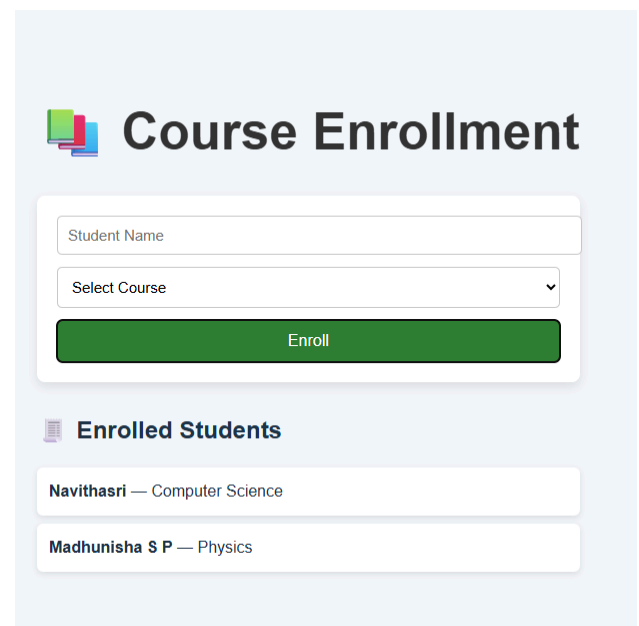 📚 Course Enrollment
Student Name
Select Course
Enroll
📜 Enrolled Students
Navithasri — Computer Science
Madhunisha S P — Physics